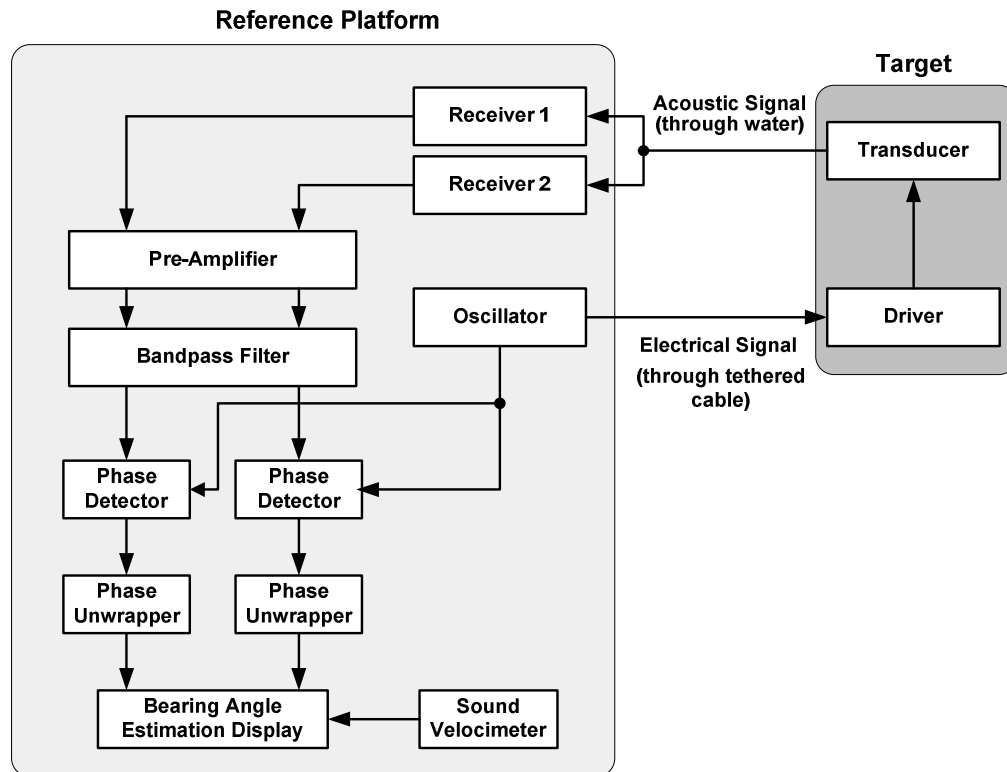 Reference Platform
Target
Receiver 1
Acoustic Signal
(through water)
Transducer
Receiver 2
Pre-Amplifier
Oscillator
Driver
Bandpass Filter
Electrical Signal
(through tethered
cable)
Phase
Detector
Phase
Detector
Phase
Unwrapper
Phase
Unwrapper
Bearing Angle
Estimation Display
Sound
Velocimeter